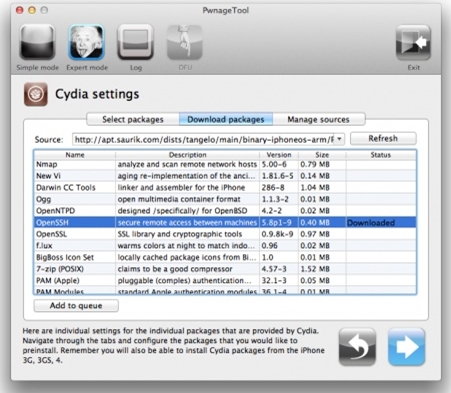 PwnageTool
Simple mode Expert mode Log DFU Exit
Cydia settings
Select packages Download packages Manage sources
Source: http://apt.saurik.com/dists/tangelo/main/binary-iphoneos-arm/F Refresh
Name Description Version Size Status
Nmap analyze and scan remote network hosts 5.00-6 0.79 MB
New Vi aging re-implementation of the anci... 1.81.6-5 0.14 MB
Darwin CC Tools linker and assembler for the iPhone 286-8 1.04 MB
Ogg open multimedia container format 1.1.3-2 0.01 MB
OpenNTPD designed /specifically/ for OpenBSD 4.2-2 0.02 MB
OpenSSH secure remote access between machines 5.8p1-9 0.40 MB Downloaded
OpenSSL SSL library and cryptographic tools 0.9.8k-9 0.97 MB
f.lux warms colors at night to match indo... 0.96 0.02 MB
BigBoss Icon Set locally cached package icons from Bi... 1.0 0.01 MB
7-zip (POSIX) claims to be a good compressor 4.57-3 1.52 MB
PAM (Apple) pluggable (comples) authentication ... 32.1-3 0.05 MB
PAM Modules standard Apple authentication modules 36.1-4 0.01 MB
Add to queue
Here are individual settings for the individual packages that are provided by Cydia.
Navigate through the tabs and configure the packages that you would like to
preinstall. Remember you will also be able to install Cydia packages from the iPhone
3G, 3GS, 4.